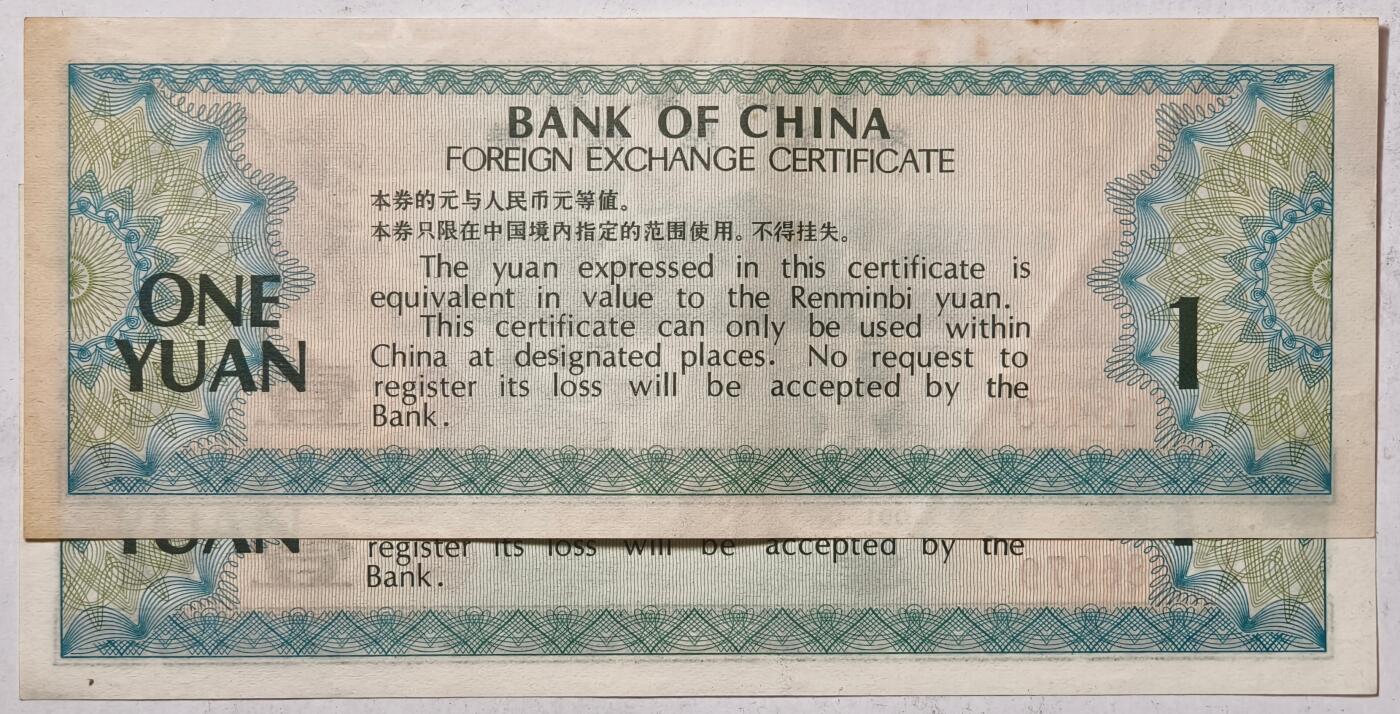 BANK OF CHINA
FOREIGN EXCHANGE CERTIFICATE
本券的元与人民币元等值。
本券只限在中国境内指定的范围使用。不得挂失。
The yuan expressed in this certificate is
equivalent in value to the Renminbi yuan.
This certificate can only be used within
China at designated places. No request to
register its loss will be accepted by the
Bank.
ONE
YUAN
1
YUAN
register its loss will be accepted by the
Bank.